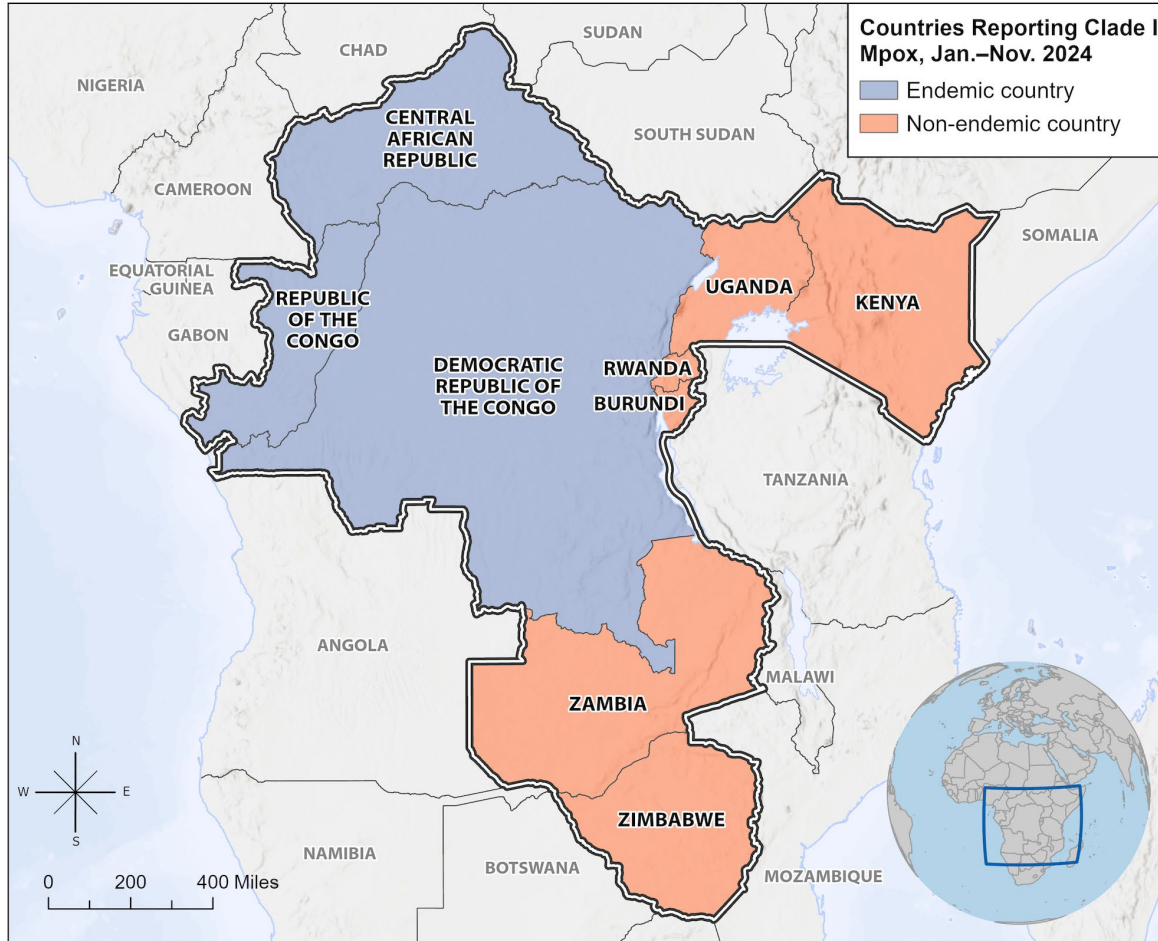 Countries Reporting Clade I
Mpox, Jan.–Nov. 2024
Endemic country
Non-endemic country
SUDAN
CHAD
NIGERIA
CENTRAL
AFRICAN
REPUBLIC
SOUTH SUDAN
CAMEROON
SOMALIA
EQUATORIAL
GUINEA
UGANDA
REPUBLIC
OF THE
CONGO
KENYA
GABON
DEMOCRATIC
REPUBLIC OF
THE CONGO
RWANDA
BURUNDI
TANZANIA
ANGOLA
MALAWI
ZAMBIA
N
W
E
S
ZIMBABWE
NAMIBIA
BOTSWANA
MOZAMBIQUE
0 200 400 Miles